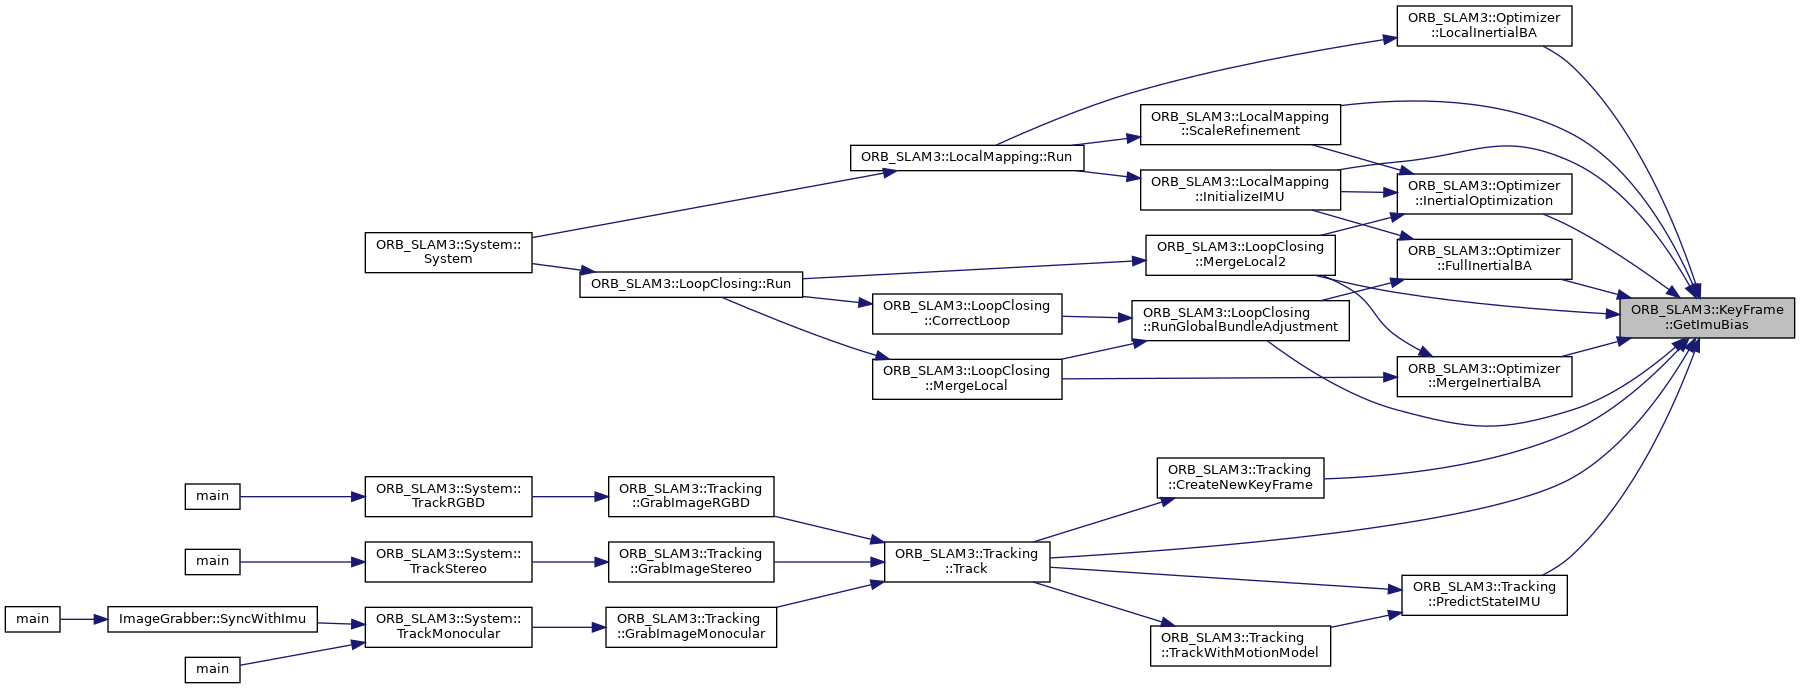 ORB_SLAM3::Optimizer
::LocalInertialBA
ORB_SLAM3::LocalMapping
::ScaleRefinement
ORB_SLAM3::LocalMapping::Run
ORB_SLAM3::LocalMapping
::InitializeIMU
ORB_SLAM3::Optimizer
::InertialOptimization
ORB_SLAM3::System::
System
ORB_SLAM3::LoopClosing
::MergeLocal2
ORB_SLAM3::Optimizer
::FullInertialBA
ORB_SLAM3::LoopClosing::Run
ORB_SLAM3::LoopClosing
::CorrectLoop
ORB_SLAM3::LoopClosing
::RunGlobalBundleAdjustment
ORB_SLAM3::KeyFrame
::GetImuBias
ORB_SLAM3::LoopClosing
::MergeLocal
ORB_SLAM3::Optimizer
::MergeInertialBA
ORB_SLAM3::Tracking
::CreateNewKeyFrame
main
ORB_SLAM3::System::
TrackRGBD
ORB_SLAM3::Tracking
::GrabImageRGBD
main
ORB_SLAM3::System::
TrackStereo
ORB_SLAM3::Tracking
::GrabImageStereo
ORB_SLAM3::Tracking
::Track
ORB_SLAM3::Tracking
::PredictStateIMU
main
ImageGrabber::SyncWithImu
ORB_SLAM3::System::
TrackMonocular
ORB_SLAM3::Tracking
::GrabImageMonocular
ORB_SLAM3::Tracking
::TrackWithMotionModel
main